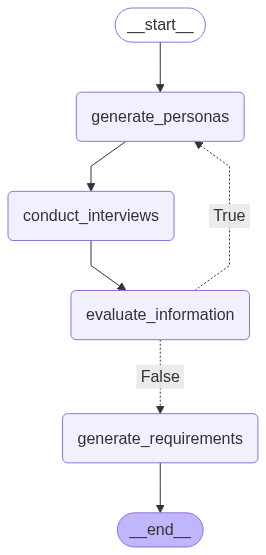 __start__
generate_personas
conduct_interviews
True
evaluate_information
False
generate_requirements
__end__